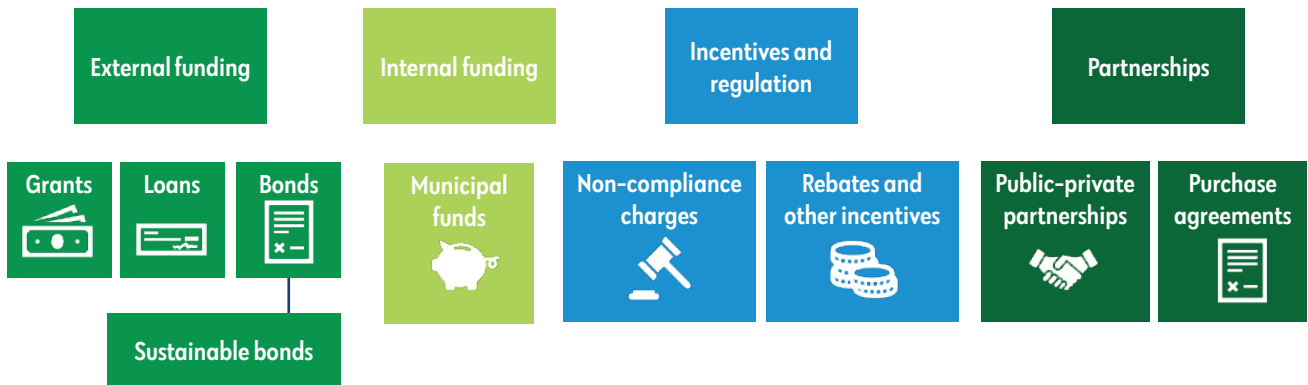 External funding
Internal funding
Incentives and
regulation
Partnerships
Grants
Loans
Bonds
Municipal
funds
Non-compliance
charges
Rebates and
other incentives
Public-private
partnerships
Purchase
agreements
Sustainable bonds